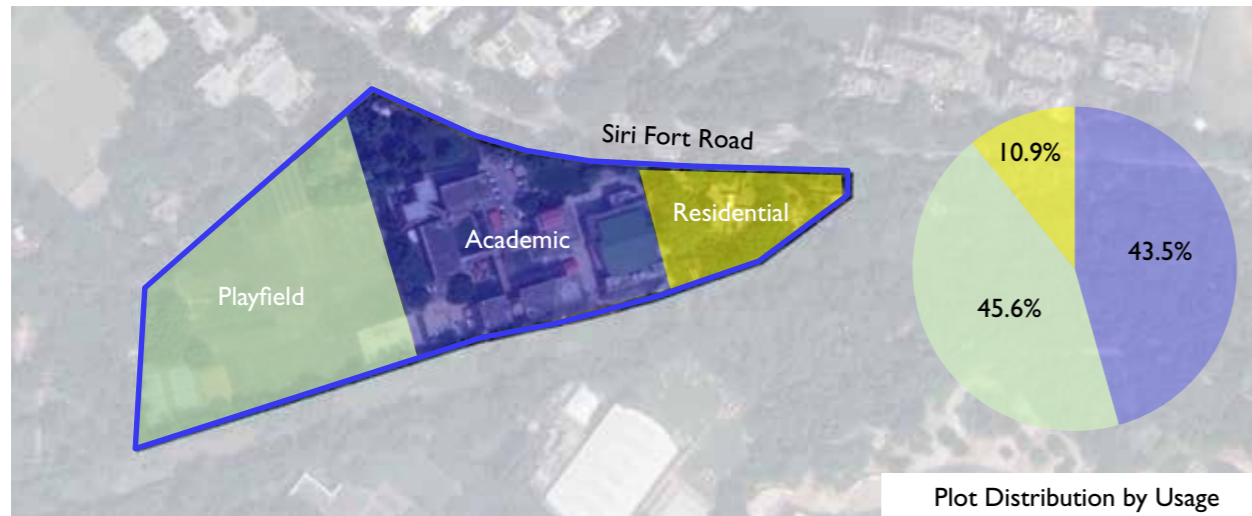 Siri Fort Road
Residential
Academic
Playfield
10.9%
43.5%
45.6%
Plot Distribution by Usage